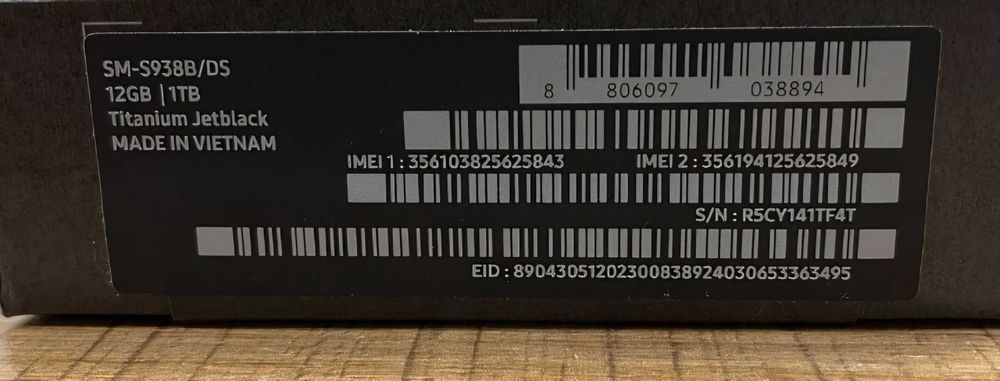 SM-S938B/DS
12GB | 1TB
Titanium Jetblack
MADE IN VIETNAM
8 806097 038894
IMEI 1 : 356103825625843
IMEI 2 : 356194125625849
S/N : R5CY141TF4T
EID : 89043051202300838924030653363495